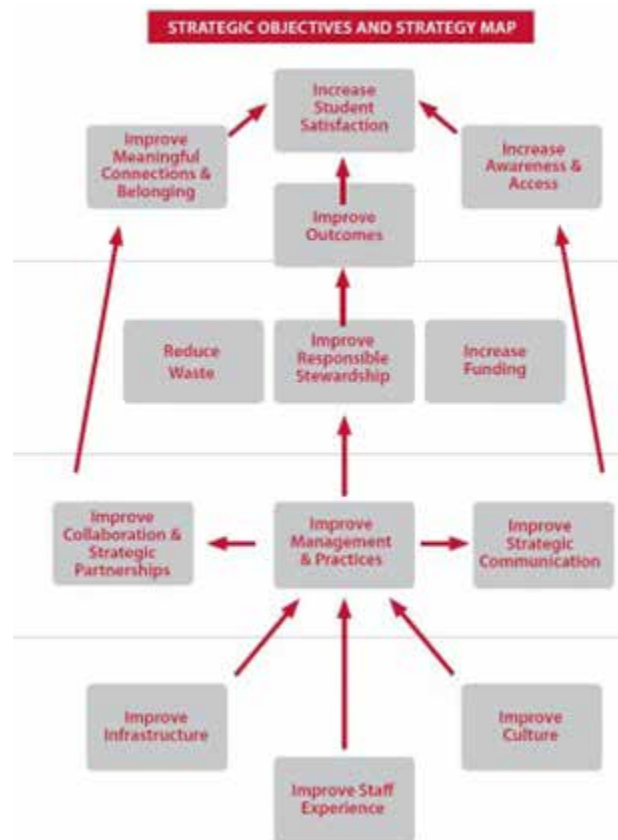 STRATEGIC OBJECTIVES AND STRATEGY MAP
Increase
Student
Satisfaction
Improve
Meaningful
Connections &
Belonging
Increase
Awareness &
Access
Improve
Outcomes
Reduce
Waste
Improve
Responsible
Stewardship
Increase
Funding
Improve
Collaboration &
Strategic
Partnerships
Improve
Management
& Practices
Improve
Strategic
Communication
Improve
Infrastructure
Improve
Culture
Improve Staff
Experience